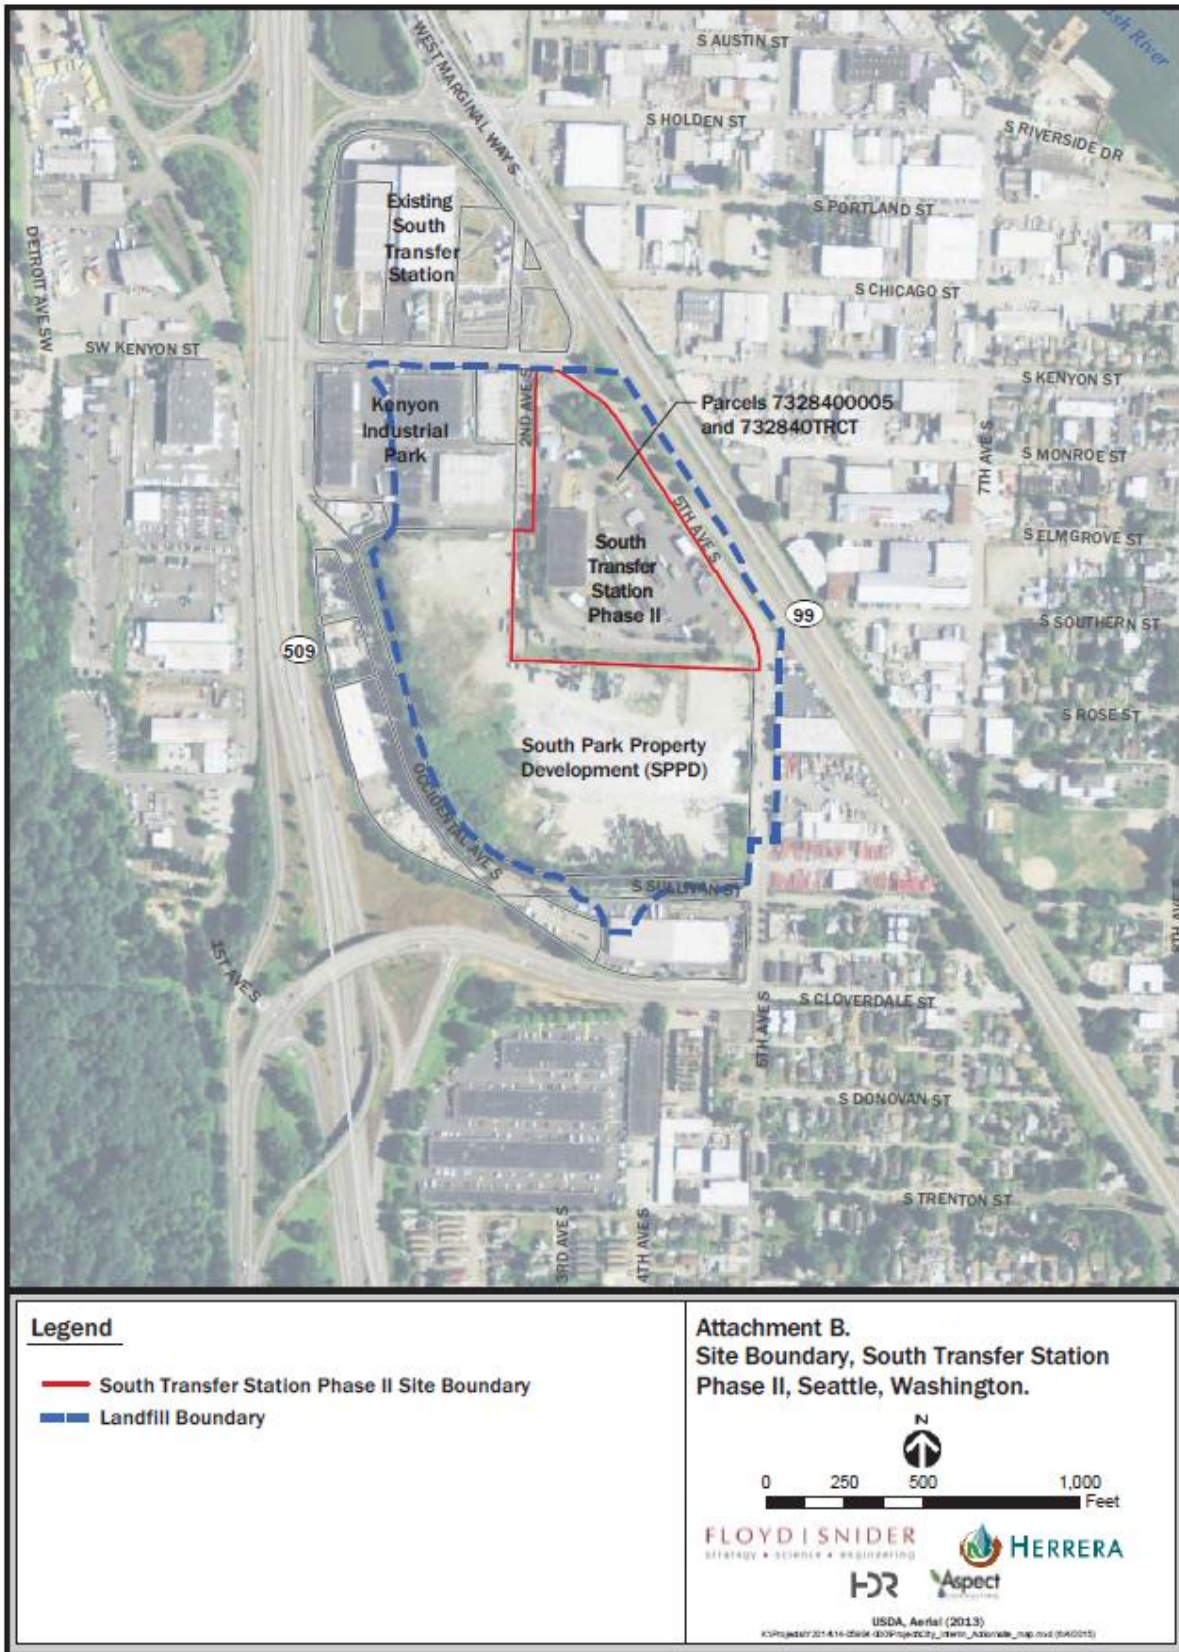 S AUSTIN ST
WEST MARGINAL WAY S
S HOLDEN ST
S RIVERSIDE DR
River
Existing
South
Transfer
Station
S PORTLAND ST
DETROIT AVE SW
S CHICAGO ST
SW KENYON ST
S KENYON ST
2ND AVE S
Kenyon
Industrial
Park
Parcels 7328400005
and 732840TRCT
7TH AVE S
S MONROE ST
5TH AVE S
S ELMGROVE ST
South
Transfer
Station
Phase II
99
S SOUTHERN ST
509
S ROSE ST
South Park Property
Development (SPPD)
OCCIDENTAL AVE S
S SULLIVAN ST
8TH AVE S
1ST AVE S
S CLOVERDALE ST
5TH AVE S
S DONOVAN ST
S TRENTON ST
3RD AVE S
4TH AVE S
Legend
South Transfer Station Phase II Site Boundary
Landfill Boundary
Attachment B.
Site Boundary, South Transfer Station
Phase II, Seattle, Washington.
N
0 250 500 1,000
Feet
FLOYD | SNIDER
strategy • science • engineering
HERRERA
HDR
Aspect
CONSULTING
USDA, Aerial (2013)